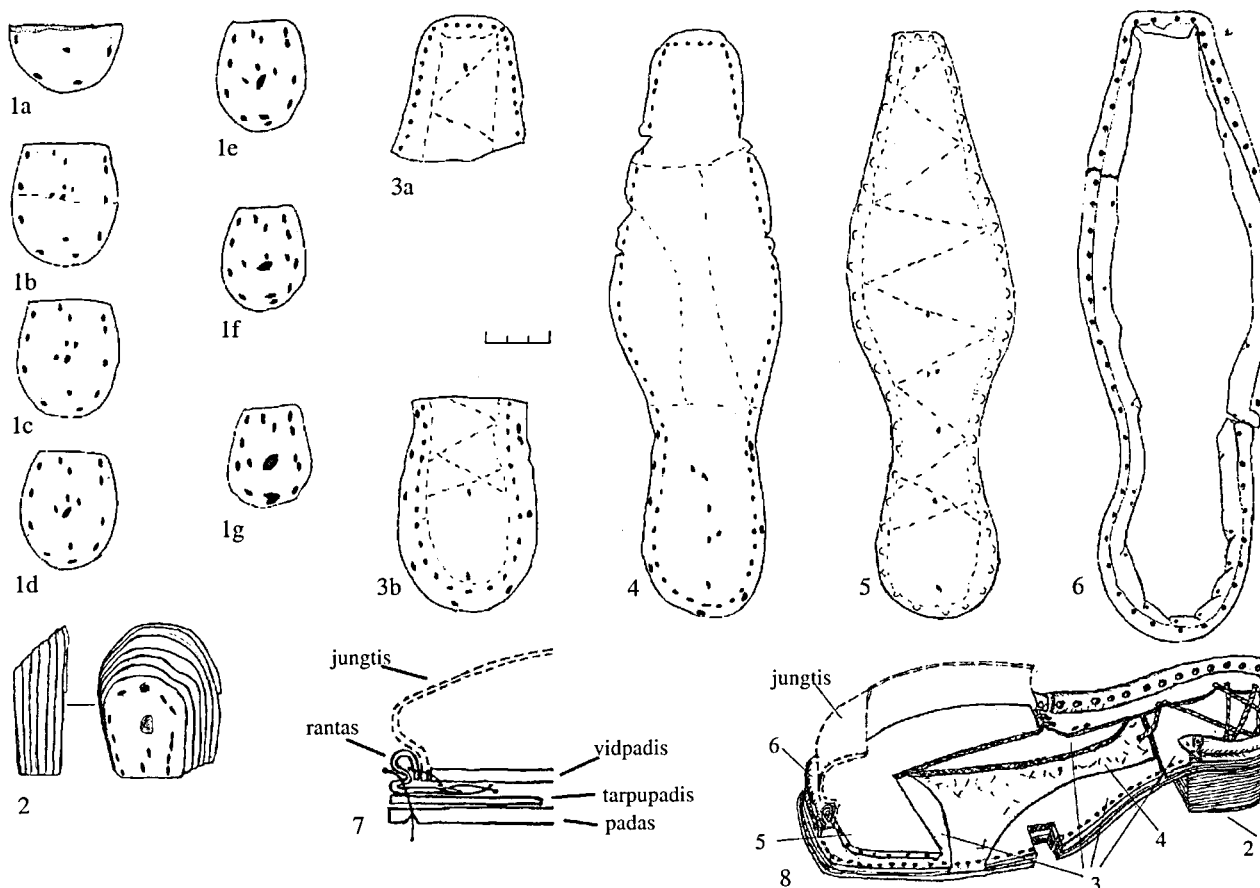 1a
1b
1c
1d
1e
1f
1g
2
3a
3b
4
5
6
jungtis
rantas
vidpadis
tarpupadis
padas
7
jungtis
6
5
8
3
4
2